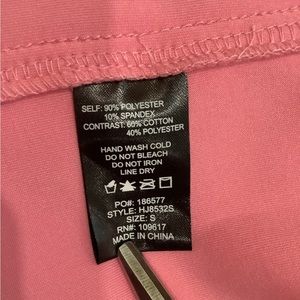 SELF: 90% POLYESTER
10% SPANDEX
CONTRAST: 60% COTTON
40% POLYESTER
HAND WASH COLD
DO NOT BLEACH
DO NOT IRON
LINE DRY
PO#: 186577
STYLE: HJ8532S
SIZE: S
RN#: 109617
MADE IN CHINA